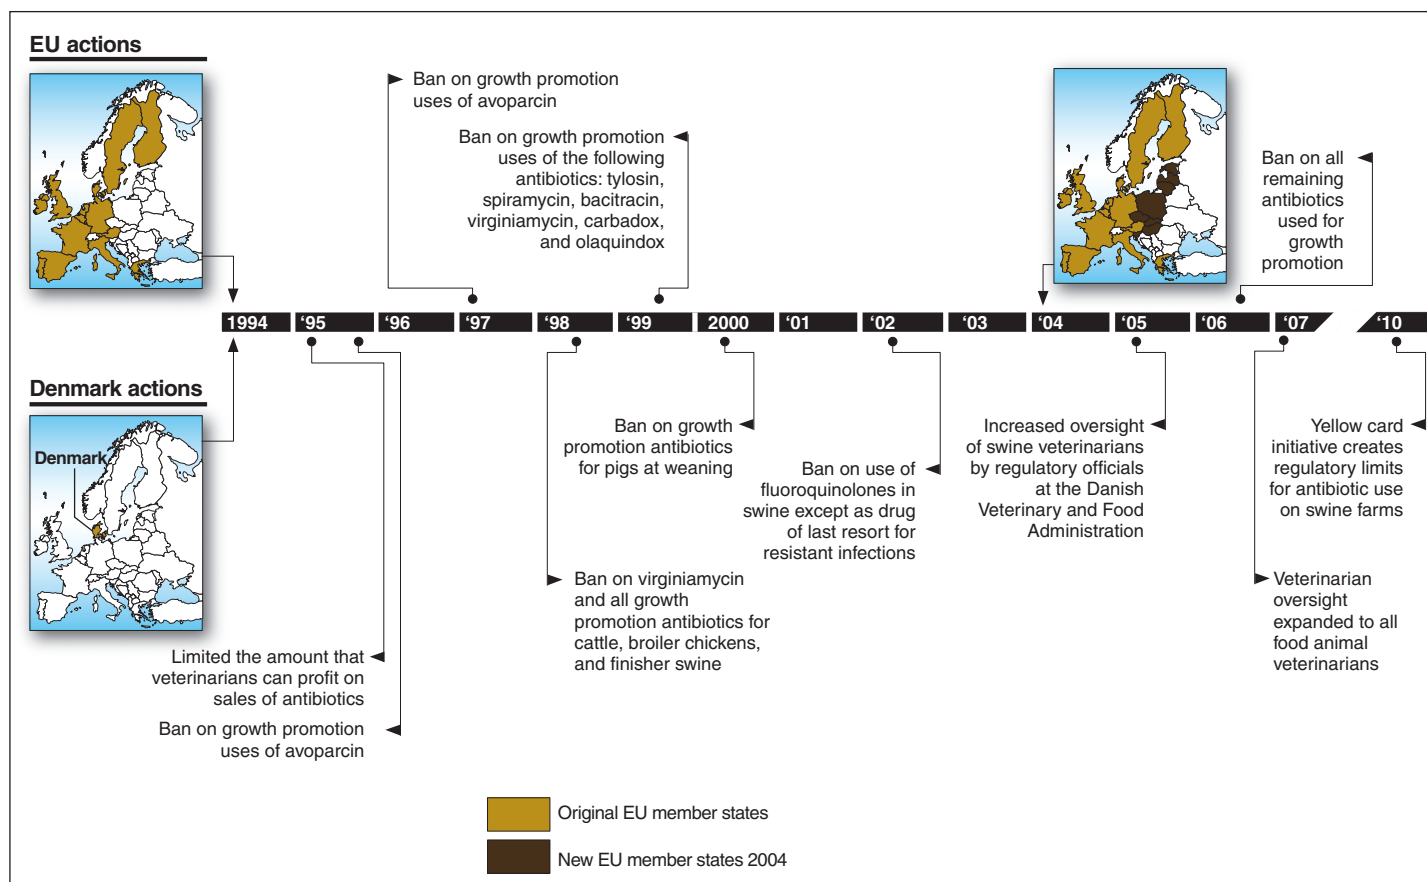 EU actions
Ban on growth promotion
uses of avoparcin
Ban on growth promotion
uses of the following
antibiotics: tylosin,
spiramycin, bacitracin,
virginiamycin, carbadox,
and olaquindox
Ban on all
remaining
antibiotics
used for
growth
promotion
1994 ‘95 ‘96 ‘97 ‘98 ‘99 2000 ‘01 ‘02 ‘03 ‘04 ‘05 ‘06 ‘07 ‘10
Denmark actions
Denmark
Limited the amount that
veterinarians can profit on
sales of antibiotics
Ban on growth promotion
uses of avoparcin
Ban on virginiamycin
and all growth
promotion antibiotics for
cattle, broiler chickens,
and finisher swine
Ban on growth
promotion antibiotics
for pigs at weaning
Ban on use of
fluoroquinolones in
swine except as drug
of last resort for
resistant infections
Increased oversight
of swine veterinarians
by regulatory officials
at the Danish
Veterinary and Food
Administration
Veterinarian
oversight
expanded to all
food animal
veterinarians
Yellow card
initiative creates
regulatory limits
for antibiotic use
on swine farms
Original EU member states
New EU member states 2004